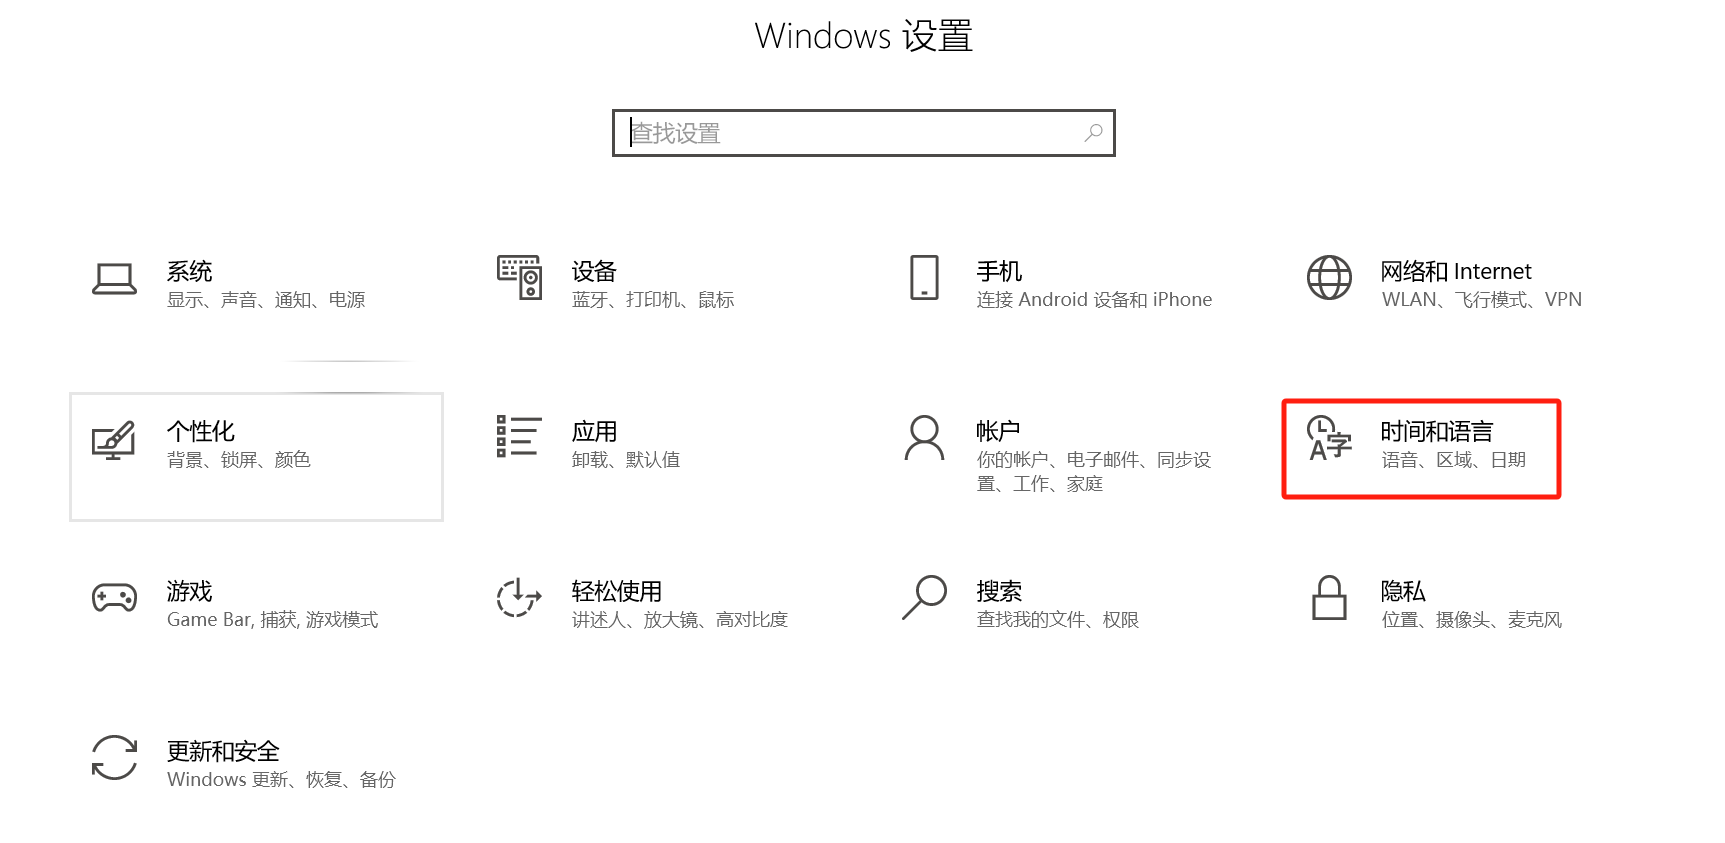 Windows 设置
查找设置
系统
显示、声音、通知、电源
设备
蓝牙、打印机、鼠标
手机
连接 Android 设备和 iPhone
网络和 Internet
WLAN、飞行模式、VPN
个性化
背景、锁屏、颜色
应用
卸载、默认值
帐户
你的帐户、电子邮件、同步设
置、工作、家庭
时间和语言
语音、区域、日期
游戏
Game Bar, 捕获, 游戏模式
轻松使用
讲述人、放大镜、高对比度
搜索
查找我的文件、权限
隐私
位置、摄像头、麦克风
更新和安全
Windows 更新、恢复、备份